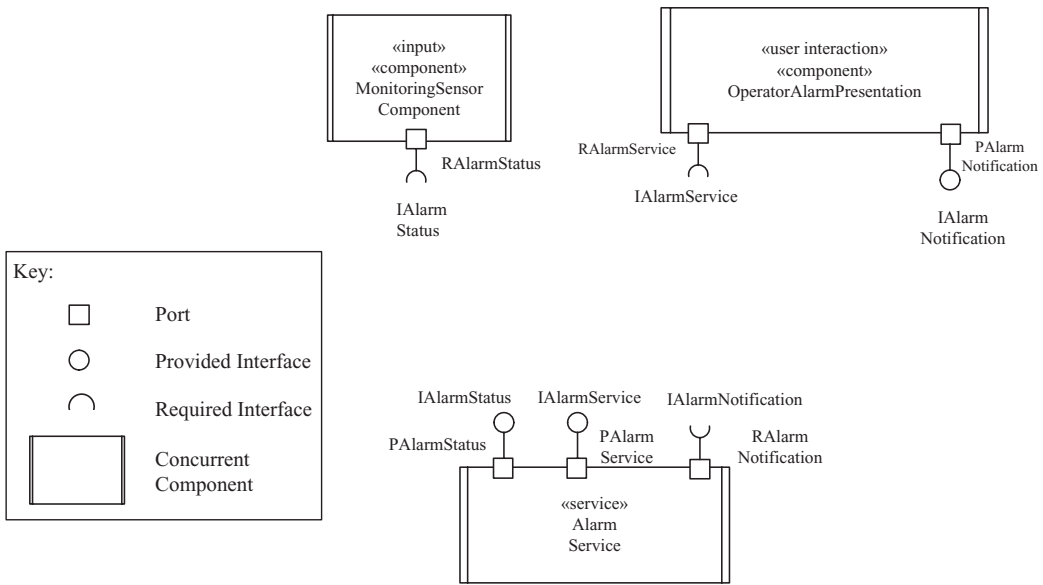 «input»
«component»
MonitoringSensor
Component
RAlarmStatus
IAlarm
Status
«user interaction»
«component»
OperatorAlarmPresentation
RAlarmService
IAlarmService
PAlarm
Notification
IAlarm
Notification
Key:
Port
Provided Interface
Required Interface
Concurrent
Component
IAlarmStatus
IAlarmService
IAlarmNotification
PAlarmStatus
PAlarm
Service
RAlarm
Notification
«service»
Alarm
Service